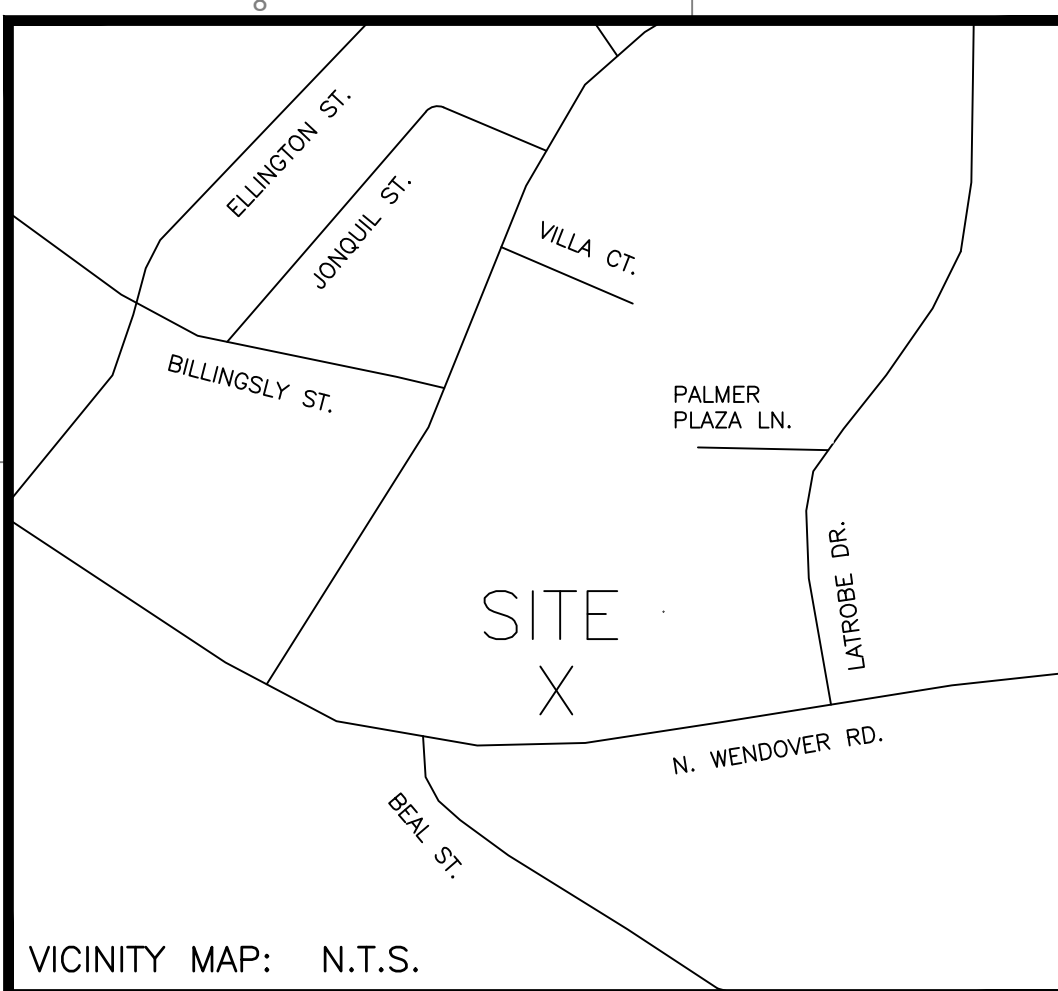 8
ELLINGTON ST.
JONQUIL ST.
VILLA CT.
BILLINGSLY ST.
PALMER
PLAZA LN.
LATROBE DR.
SITE
X
N. WENDOVER RD.
BEAL ST.
VICINITY MAP: N.T.S.